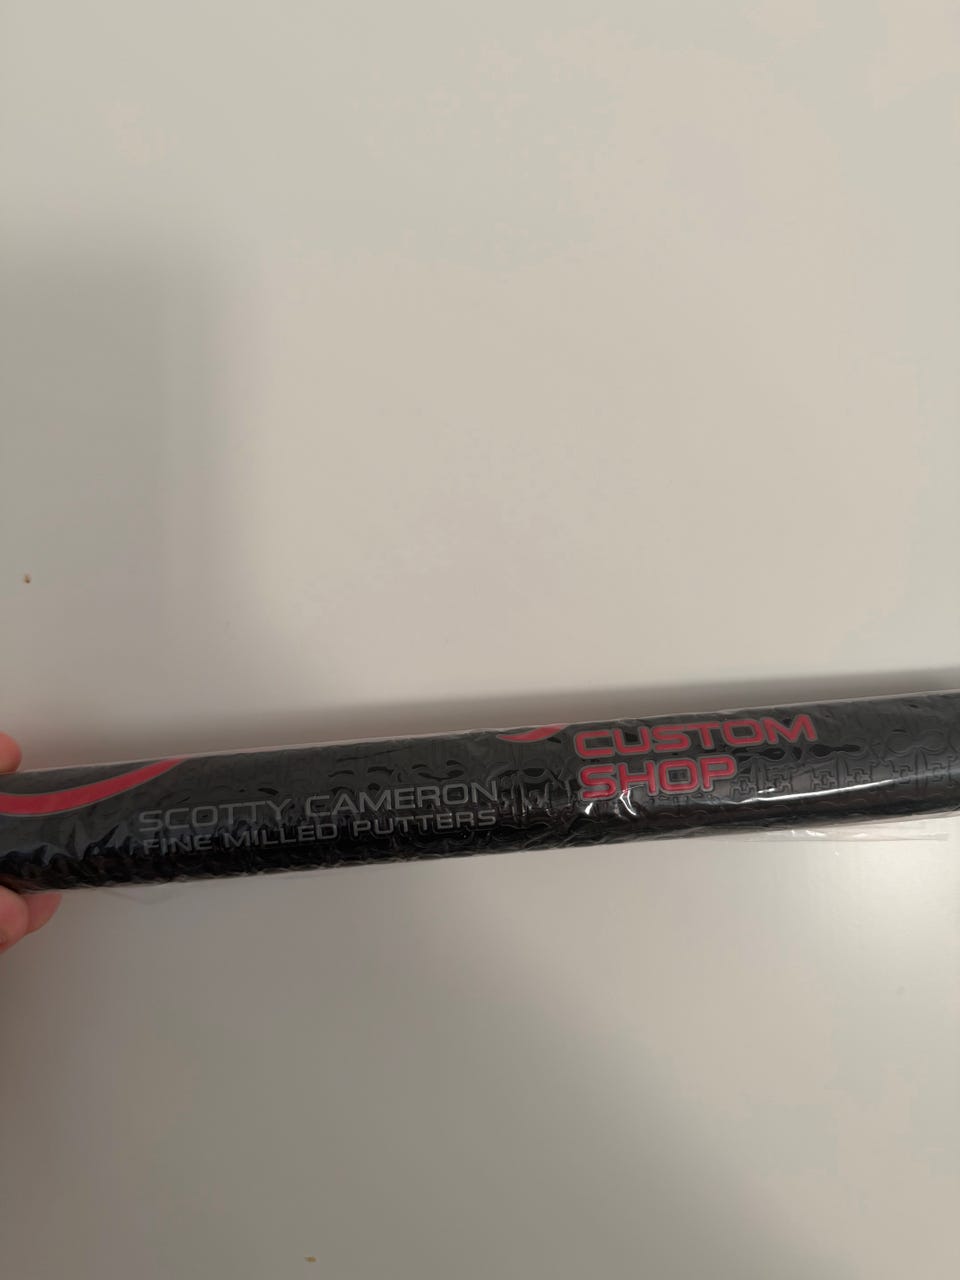 SCOTTY CAMERON
FINE MILLED PUTTERS
CUSTOM
SHOP